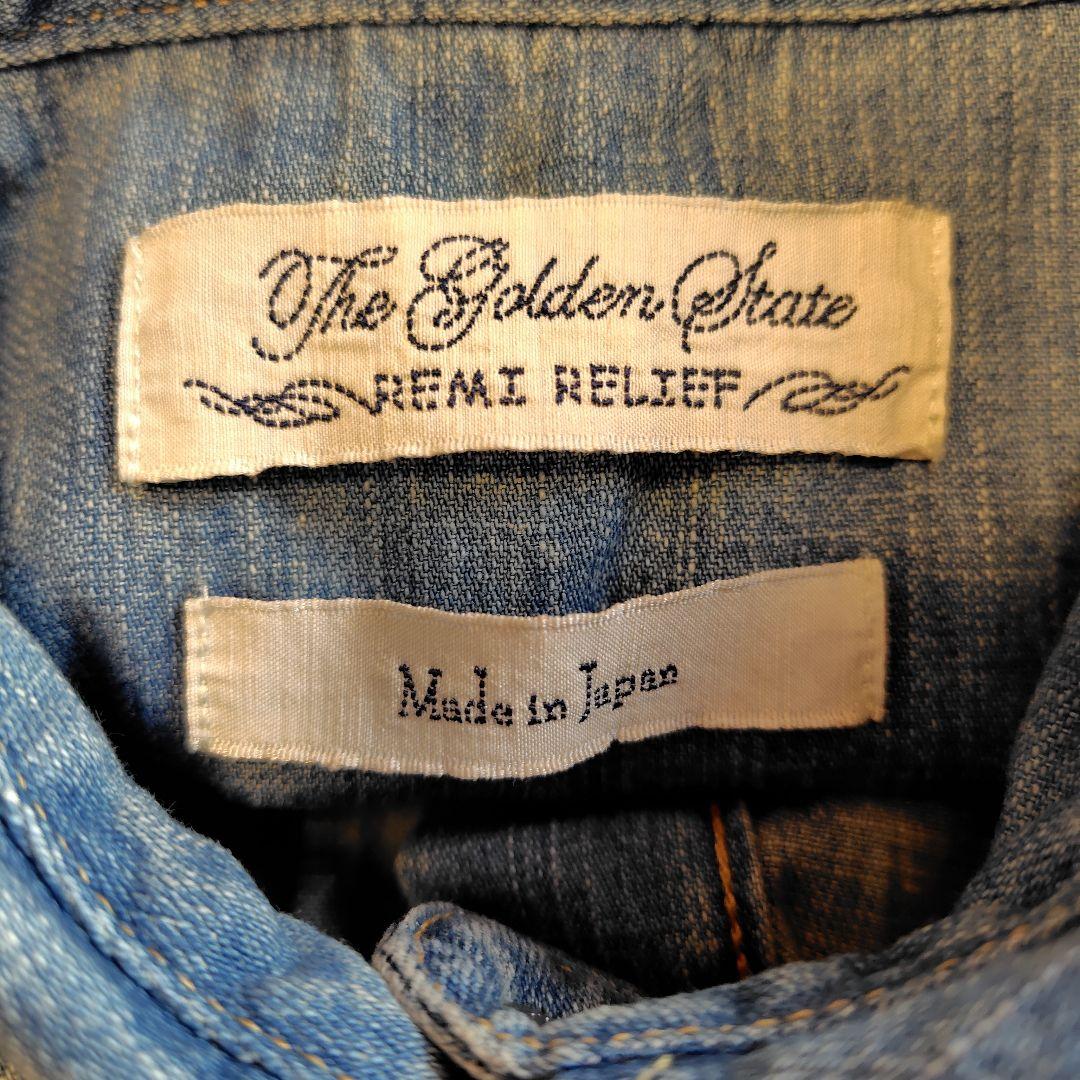 The Golden State
REMI RELIEF
Made in Japan